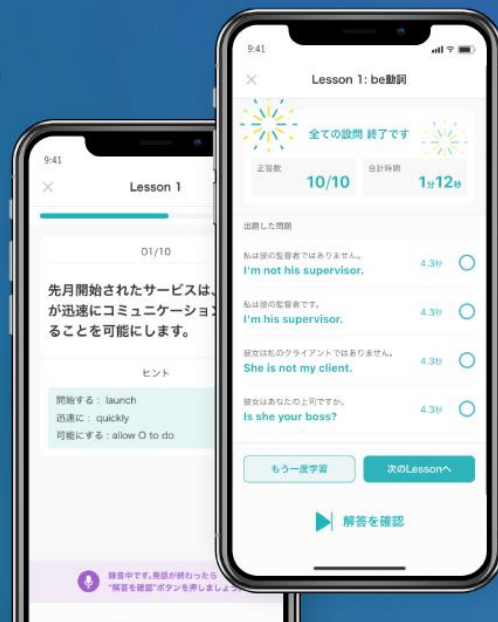 9:41
Lesson 1
01/10
先月開始されたサービスは、
が迅速にコミュニケーション
ることを可能にします。
ヒント
開始する : launch
迅速に : quickly
可能にする : allow O to do
録音中です。発話が終わったら
"解答を確認"ボタンを押しましょう。
9:41
Lesson 1: be動詞
全ての設問 終了です
正答数
10/10
合計時間
1分12秒
出題した問題
私は彼の監督者ではありません。
I'm not his supervisor.
4.3秒
私は彼の監督者です。
I'm his supervisor.
4.3秒
彼女は私のクライアントではありません。
She is not my client.
4.3秒
彼女はあなたの上司ですか。
Is she your boss?
4.3秒
もう一度学習
次のLessonへ
解答を確認